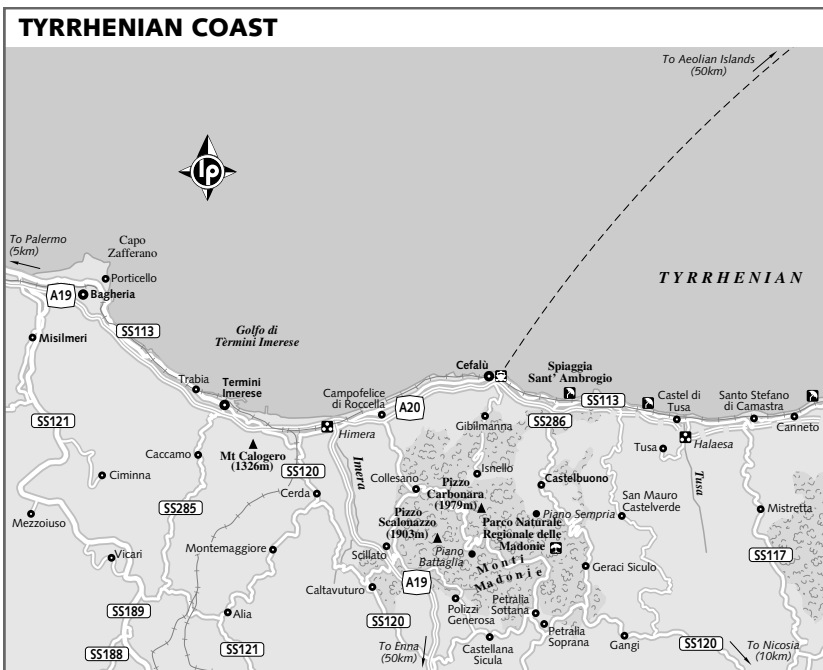 TYRRHENIAN COAST
To Aeolian Islands
(50km)
lp
To Palermo
(5km)
Capo
Zafferano
Porticello
A19
Bagheria
TYRRHENIAN
SS113
Misilmeri
Golfo di
Tèrmini Imerese
Cefalù
Spiaggia
Sant' Ambrogio
Trabia
Termini
Imerese
Campofelice
di Roccella
A20
SS113
Castel di
Tusa
Santo Stefano
di Camastra
SS121
Himera
Gibilmanna
SS286
Canneto
Mt Calogero
(1326m)
Halaesa
Caccamo
Tusa
Ciminna
SS120
Imera
Isnello
Castelbuono
Tusa
Cerda
Collesano
Pizzo
Carbonara
(1979m)
San Mauro
Castelverde
SS285
Mezzoiuso
Pizzo
Scalonazzo
(1903m)
Piano Sempria
Parco Naturale
Regionale delle
Madonie
Mistretta
Vicari
Montemaggiore
Scillato
Piano
Battaglia
Monti
Madonie
SS117
Geraci Siculo
A19
Caltavuturo
Polizzi
Generosa
Petralia
Sottana
SS189
Alia
SS120
Petralia
Soprana
SS188
SS121
To Enna
(50km)
Castellana
Sicula
Gangi
SS120
To Nicosia
(10km)